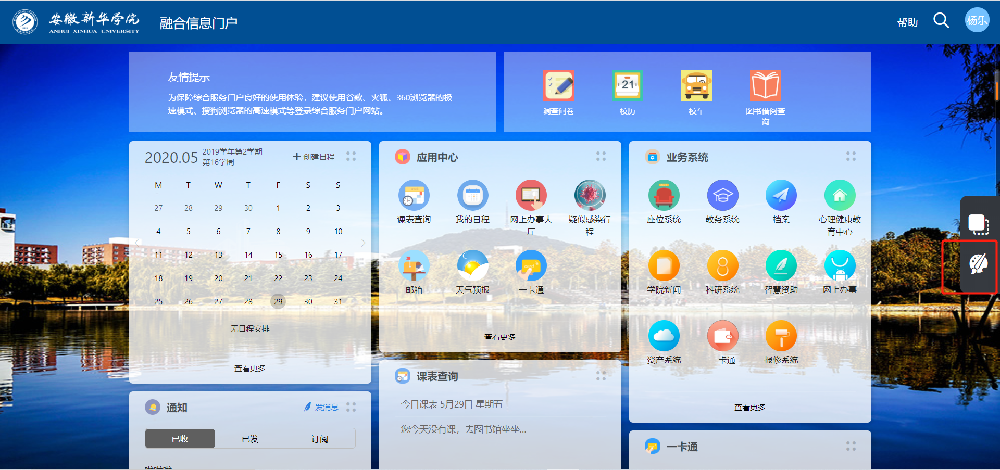 安徽新华学院
ANHUI XINHUA UNIVERSITY
融合信息门户
帮助
杨乐
友情提示
为保障综合服务门户良好的使用体验，建议使用谷歌、火狐、360浏览器的极
速模式、搜狗浏览器的高速模式等登录综合服务门户网站。
调查问卷
21
校历
校车
图书借阅查
询
2020.05
2019学年第2学期
第16学周
创建日程
M T W T F S S
27 28 29 30 1 2 3
4 5 6 7 8 9 10
11 12 13 14 15 16 17
18 19 20 21 22 23 24
25 26 27 28 29 30 31
无日程安排
查看更多
应用中心
课表查询
我的日程
网上办事大
厅
疑似感染行
程
邮箱
C
天气预报
card
一卡通
查看更多
业务系统
座位系统
教务系统
档案
心理健康教
育中心
学院新闻
科研系统
智慧资助
网上办事
资产系统
一卡通
报修系统
查看更多
通知
发消息
已收
已发
订阅
课表查询
今日课表 5月29日 星期五
您今天没有课，去图书馆坐坐...
一卡通